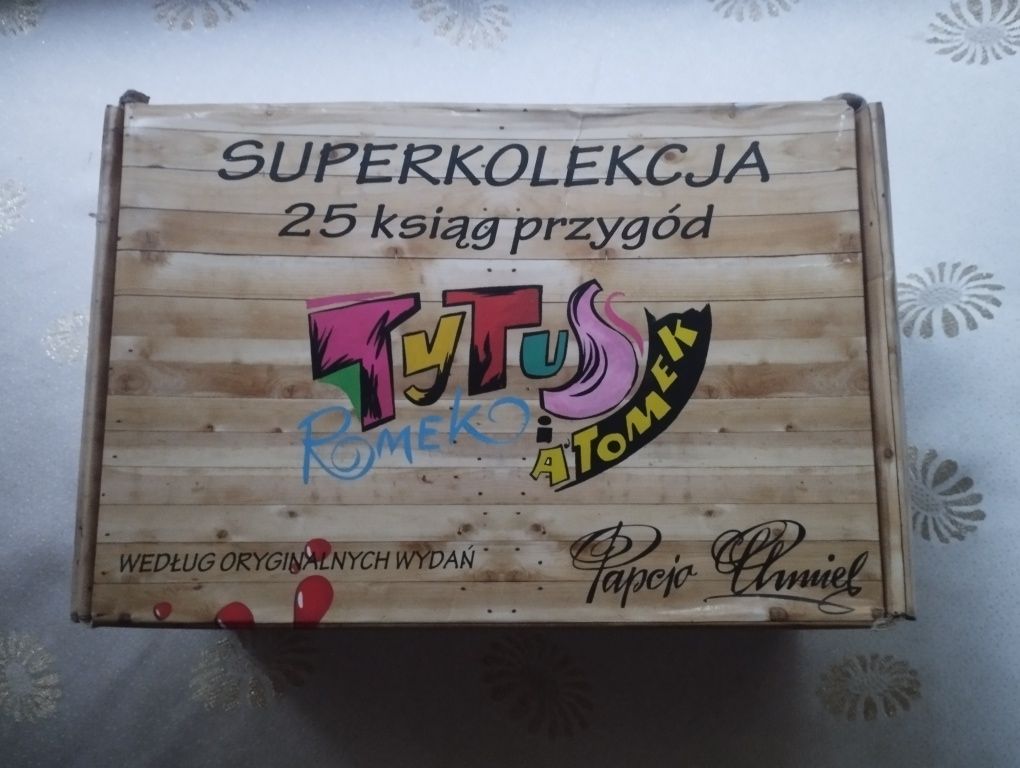 SUPERKOLEKCJA
25 ksiąg przygód
TYTUS
ROMEK i A'TOMEK
WEDŁUG ORYGINALNYCH WYDAŃ
Papcio Chmiel